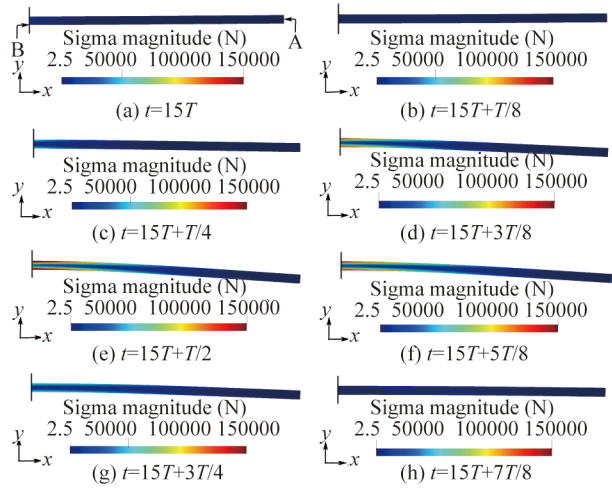 B
A
Sigma magnitude (N)
2.5 50000 100000 150000
y
x
(a) t=15T
Sigma magnitude (N)
2.5 50000 100000 150000
y
x
(b) t=15T+T/8
Sigma magnitude (N)
2.5 50000 100000 150000
y
x
(c) t=15T+T/4
Sigma magnitude (N)
2.5 50000 100000 150000
y
x
(d) t=15T+3T/8
Sigma magnitude (N)
2.5 50000 100000 150000
y
x
(e) t=15T+T/2
Sigma magnitude (N)
2.5 50000 100000 150000
y
x
(f) t=15T+5T/8
Sigma magnitude (N)
2.5 50000 100000 150000
y
x
(g) t=15T+3T/4
Sigma magnitude (N)
2.5 50000 100000 150000
y
x
(h) t=15T+7T/8